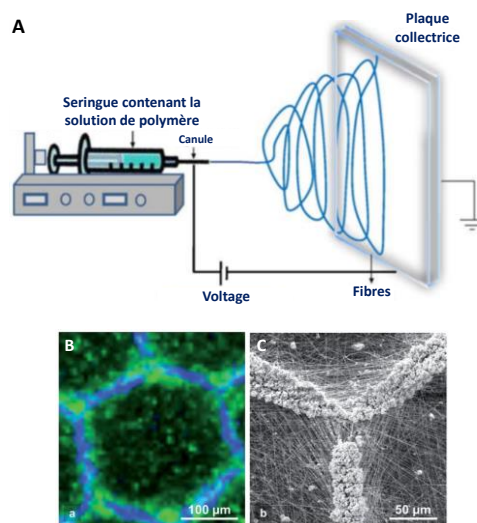 A
Plaque
collectrice
Seringue contenant la
solution de polymère
Canule
Voltage
Fibres
B
a
100 µm
C
b
50 µm